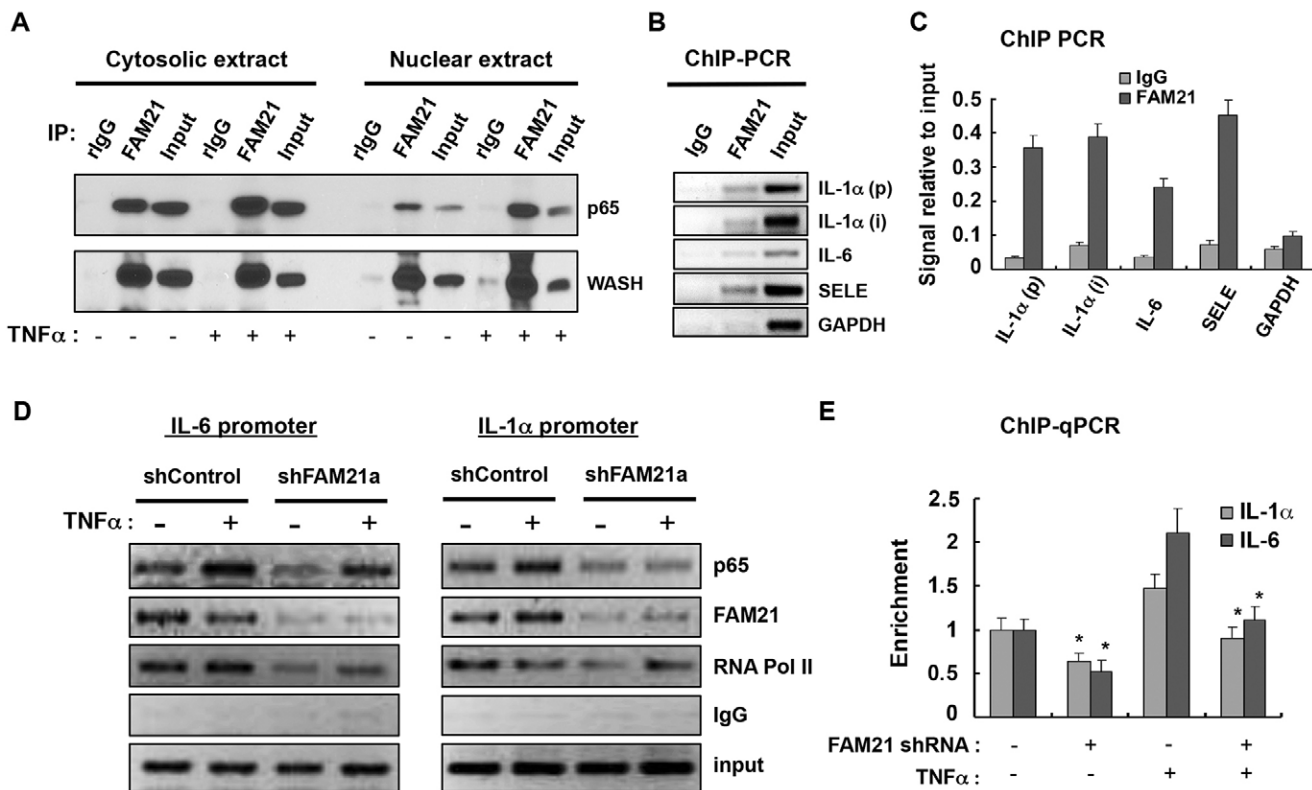 A
Cytosolic extract
Nuclear extract
IP:
rIgG
FAM21
Input
rIgG
FAM21
Input
rIgG
FAM21
Input
rIgG
FAM21
Input
p65
WASH
TNFα : - - - + + + - - - + + +
B
ChIP-PCR
IgG
FAM21
Input
IL-1α (p)
IL-1α (i)
IL-6
SELE
GAPDH
C
ChIP PCR
IgG
FAM21
Signal relative to input
0.5
0.4
0.3
0.2
0.1
0
IL-1α (p)
IL-1α (i)
IL-6
SELE
GAPDH
D
IL-6 promoter
IL-1α promoter
shControl
shFAM21a
shControl
shFAM21a
TNFα : - + - + - + - +
p65
FAM21
RNA Pol II
IgG
input
E
ChIP-qPCR
IL-1α
IL-6
Enrichment
2.5
2
1.5
1
0.5
0
* * * *
FAM21 shRNA : - + - +
TNFα : - - + +